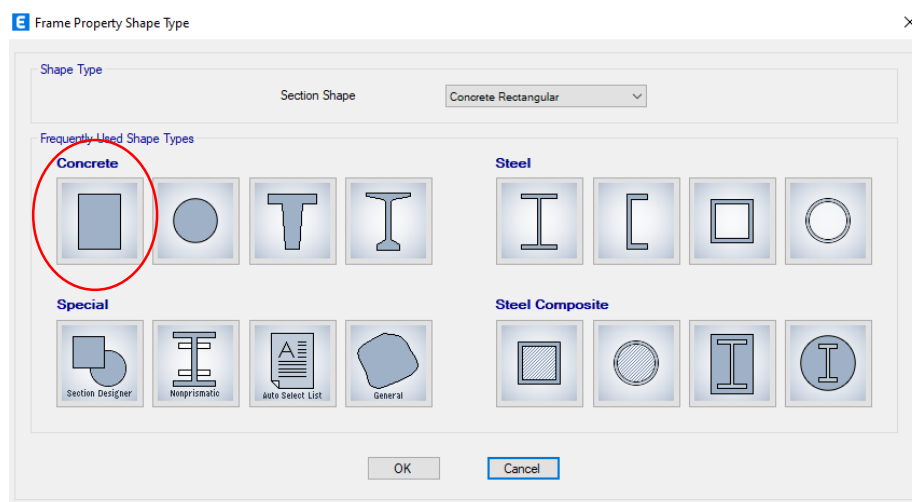 E Frame Property Shape Type
Shape Type
Section Shape
Concrete Rectangular
Frequently Used Shape Types
Concrete
Steel
Special
Steel Composite
Section Designer
Nonprismatic
A
Auto Select List
General
OK
Cancel